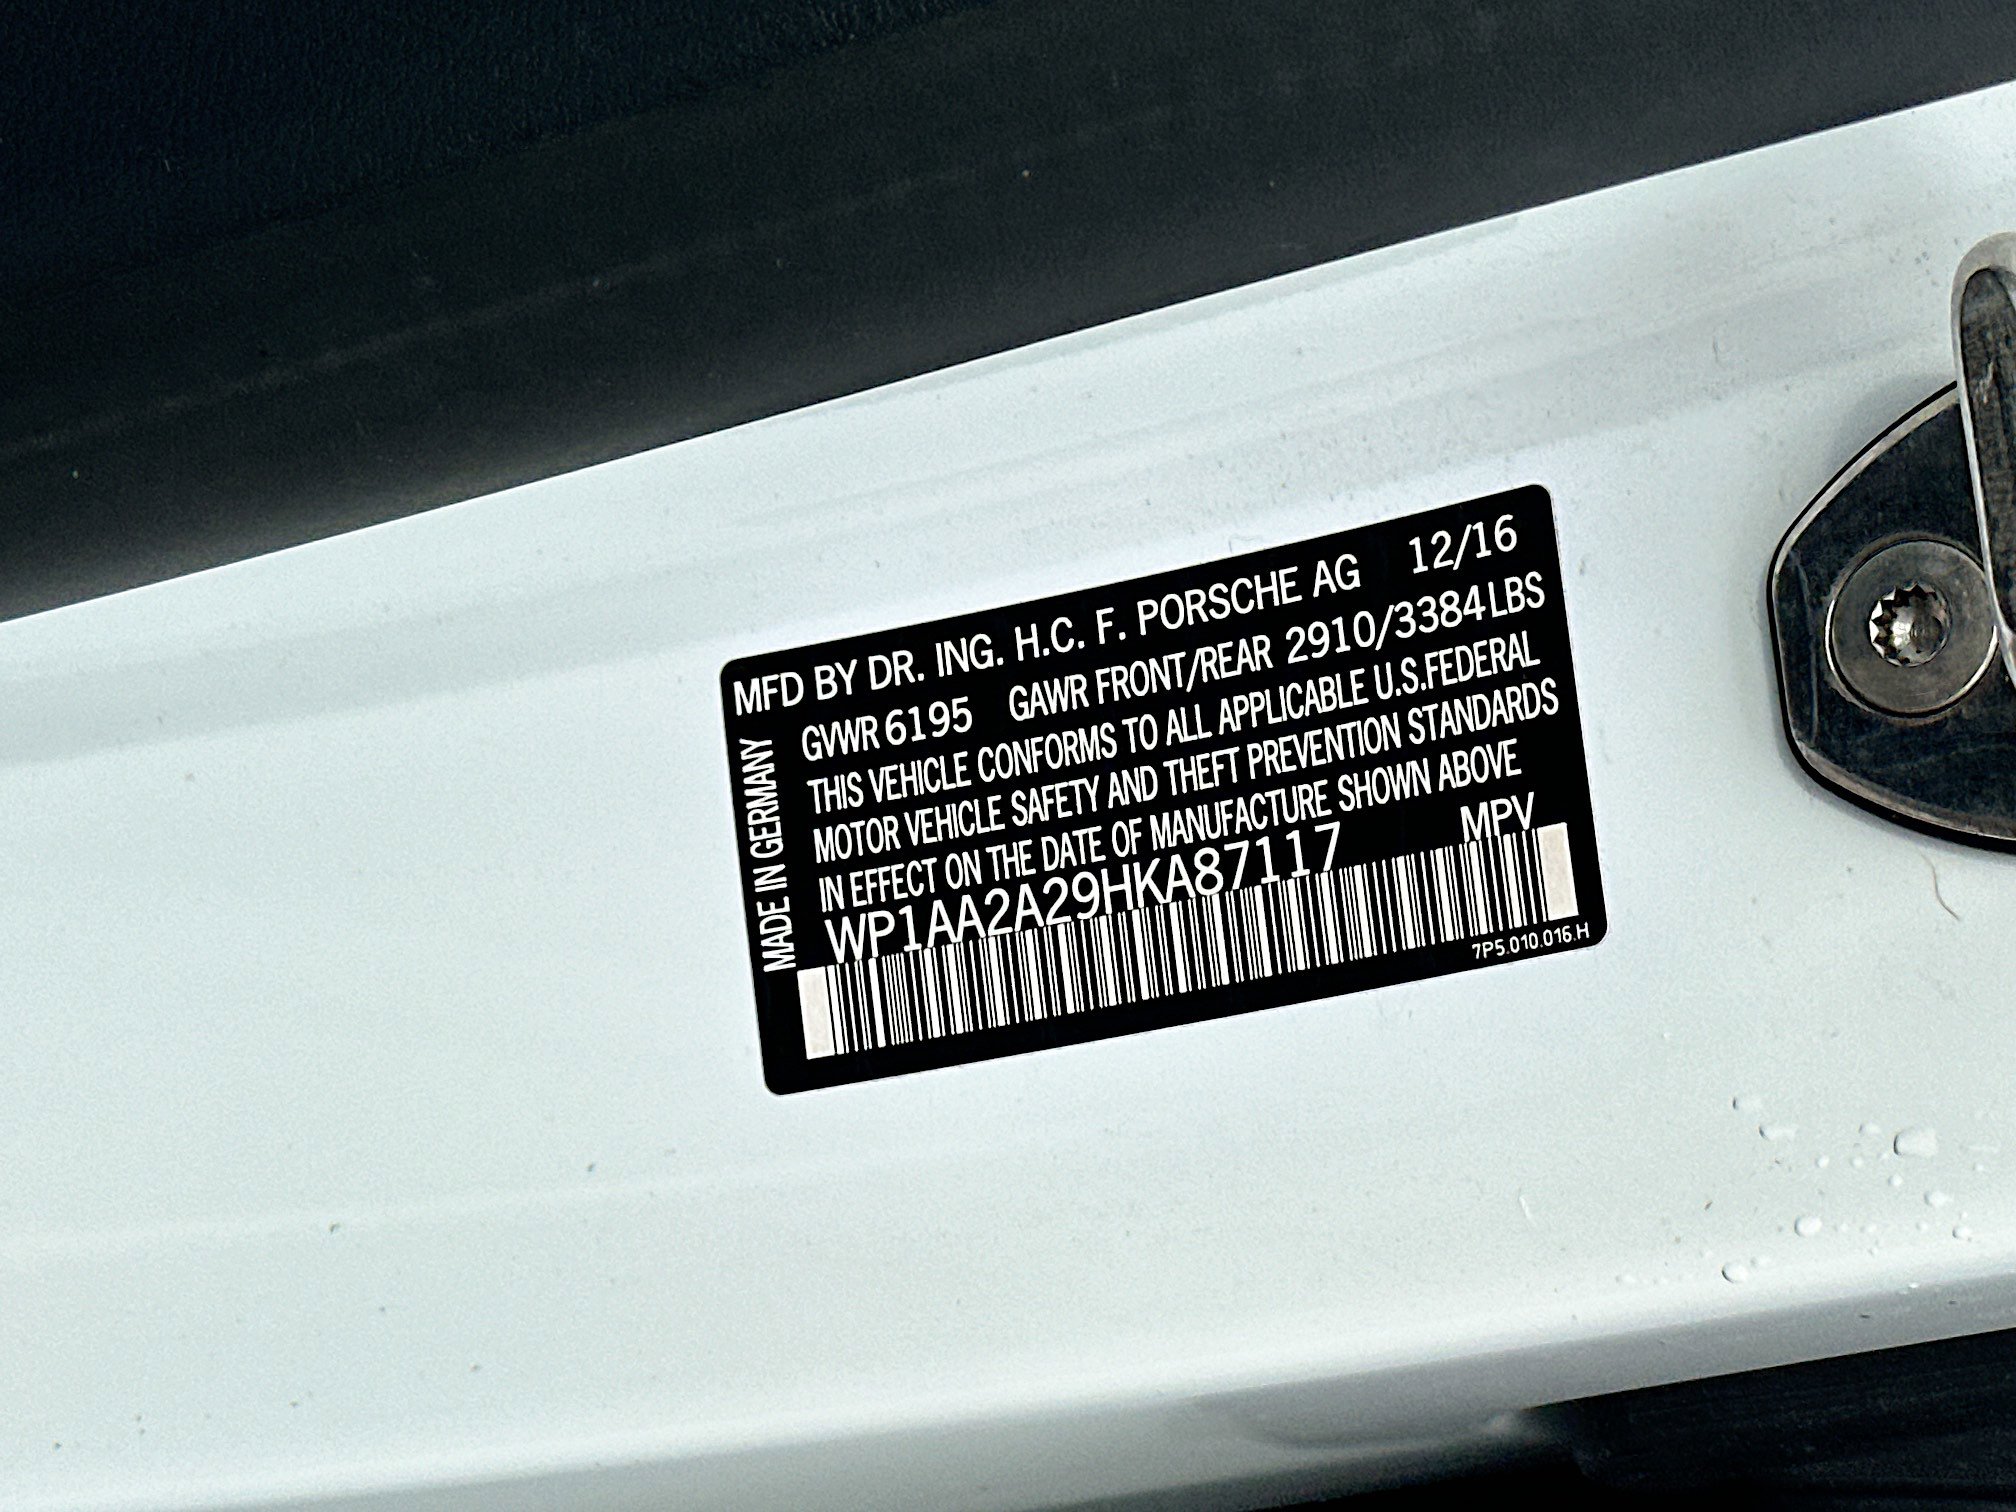 MFD BY DR. ING. H.C. F. PORSCHE AG 12/16
GVWR 6195 GAWR FRONT/REAR 2910/3384 LBS
THIS VEHICLE CONFORMS TO ALL APPLICABLE U.S.FEDERAL
MOTOR VEHICLE SAFETY AND THEFT PREVENTION STANDARDS
IN EFFECT ON THE DATE OF MANUFACTURE SHOWN ABOVE
WP1AA2A29HKA87117 MPV
7P5.010.016.H
MADE IN GERMANY